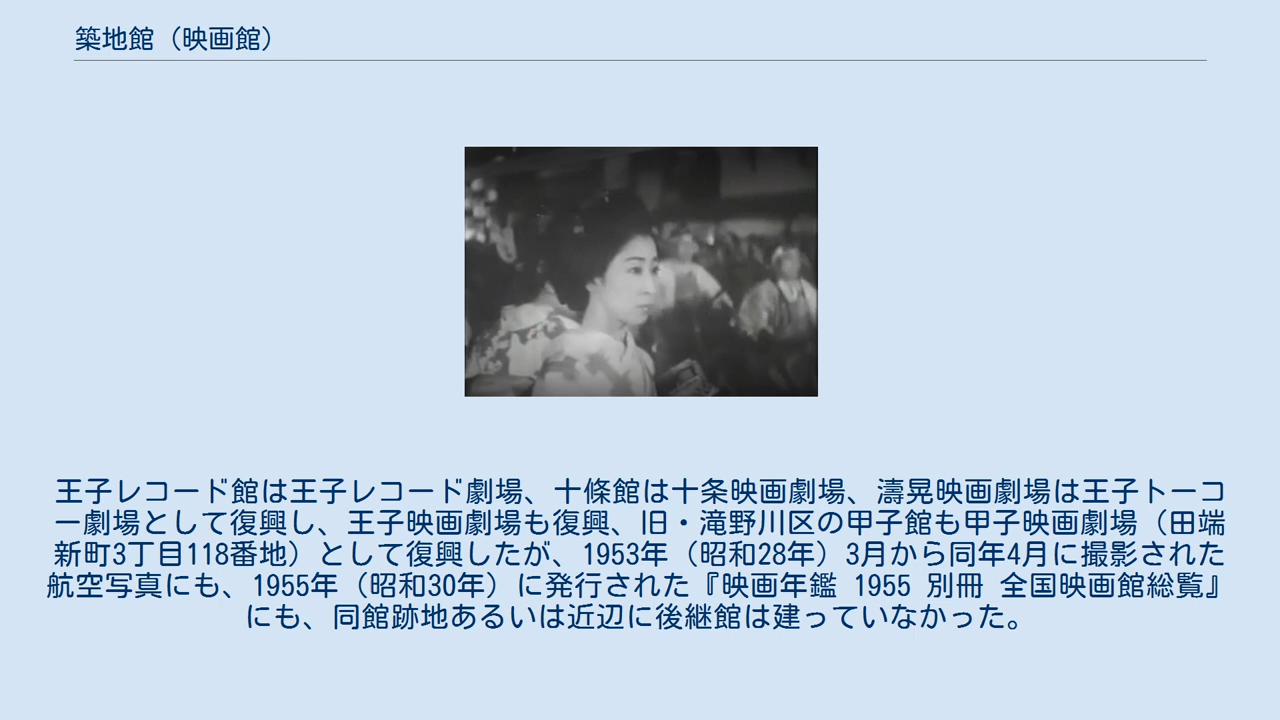 築地館（映画館）
王子レコード館は王子レコード劇場、十條館は十条映画劇場、濤晃映画劇場は王子トーコ
ー劇場として復興し、王子映画劇場も復興、旧・滝野川区の甲子館も甲子映画劇場（田端
新町3丁目118番地）として復興したが、1953年（昭和28年）3月から同年4月に撮影された
航空写真にも、1955年（昭和30年）に発行された『映画年鑑 1955 別冊 全国映画館総覧』
にも、同館跡地あるいは近辺に後継館は建っていなかった。